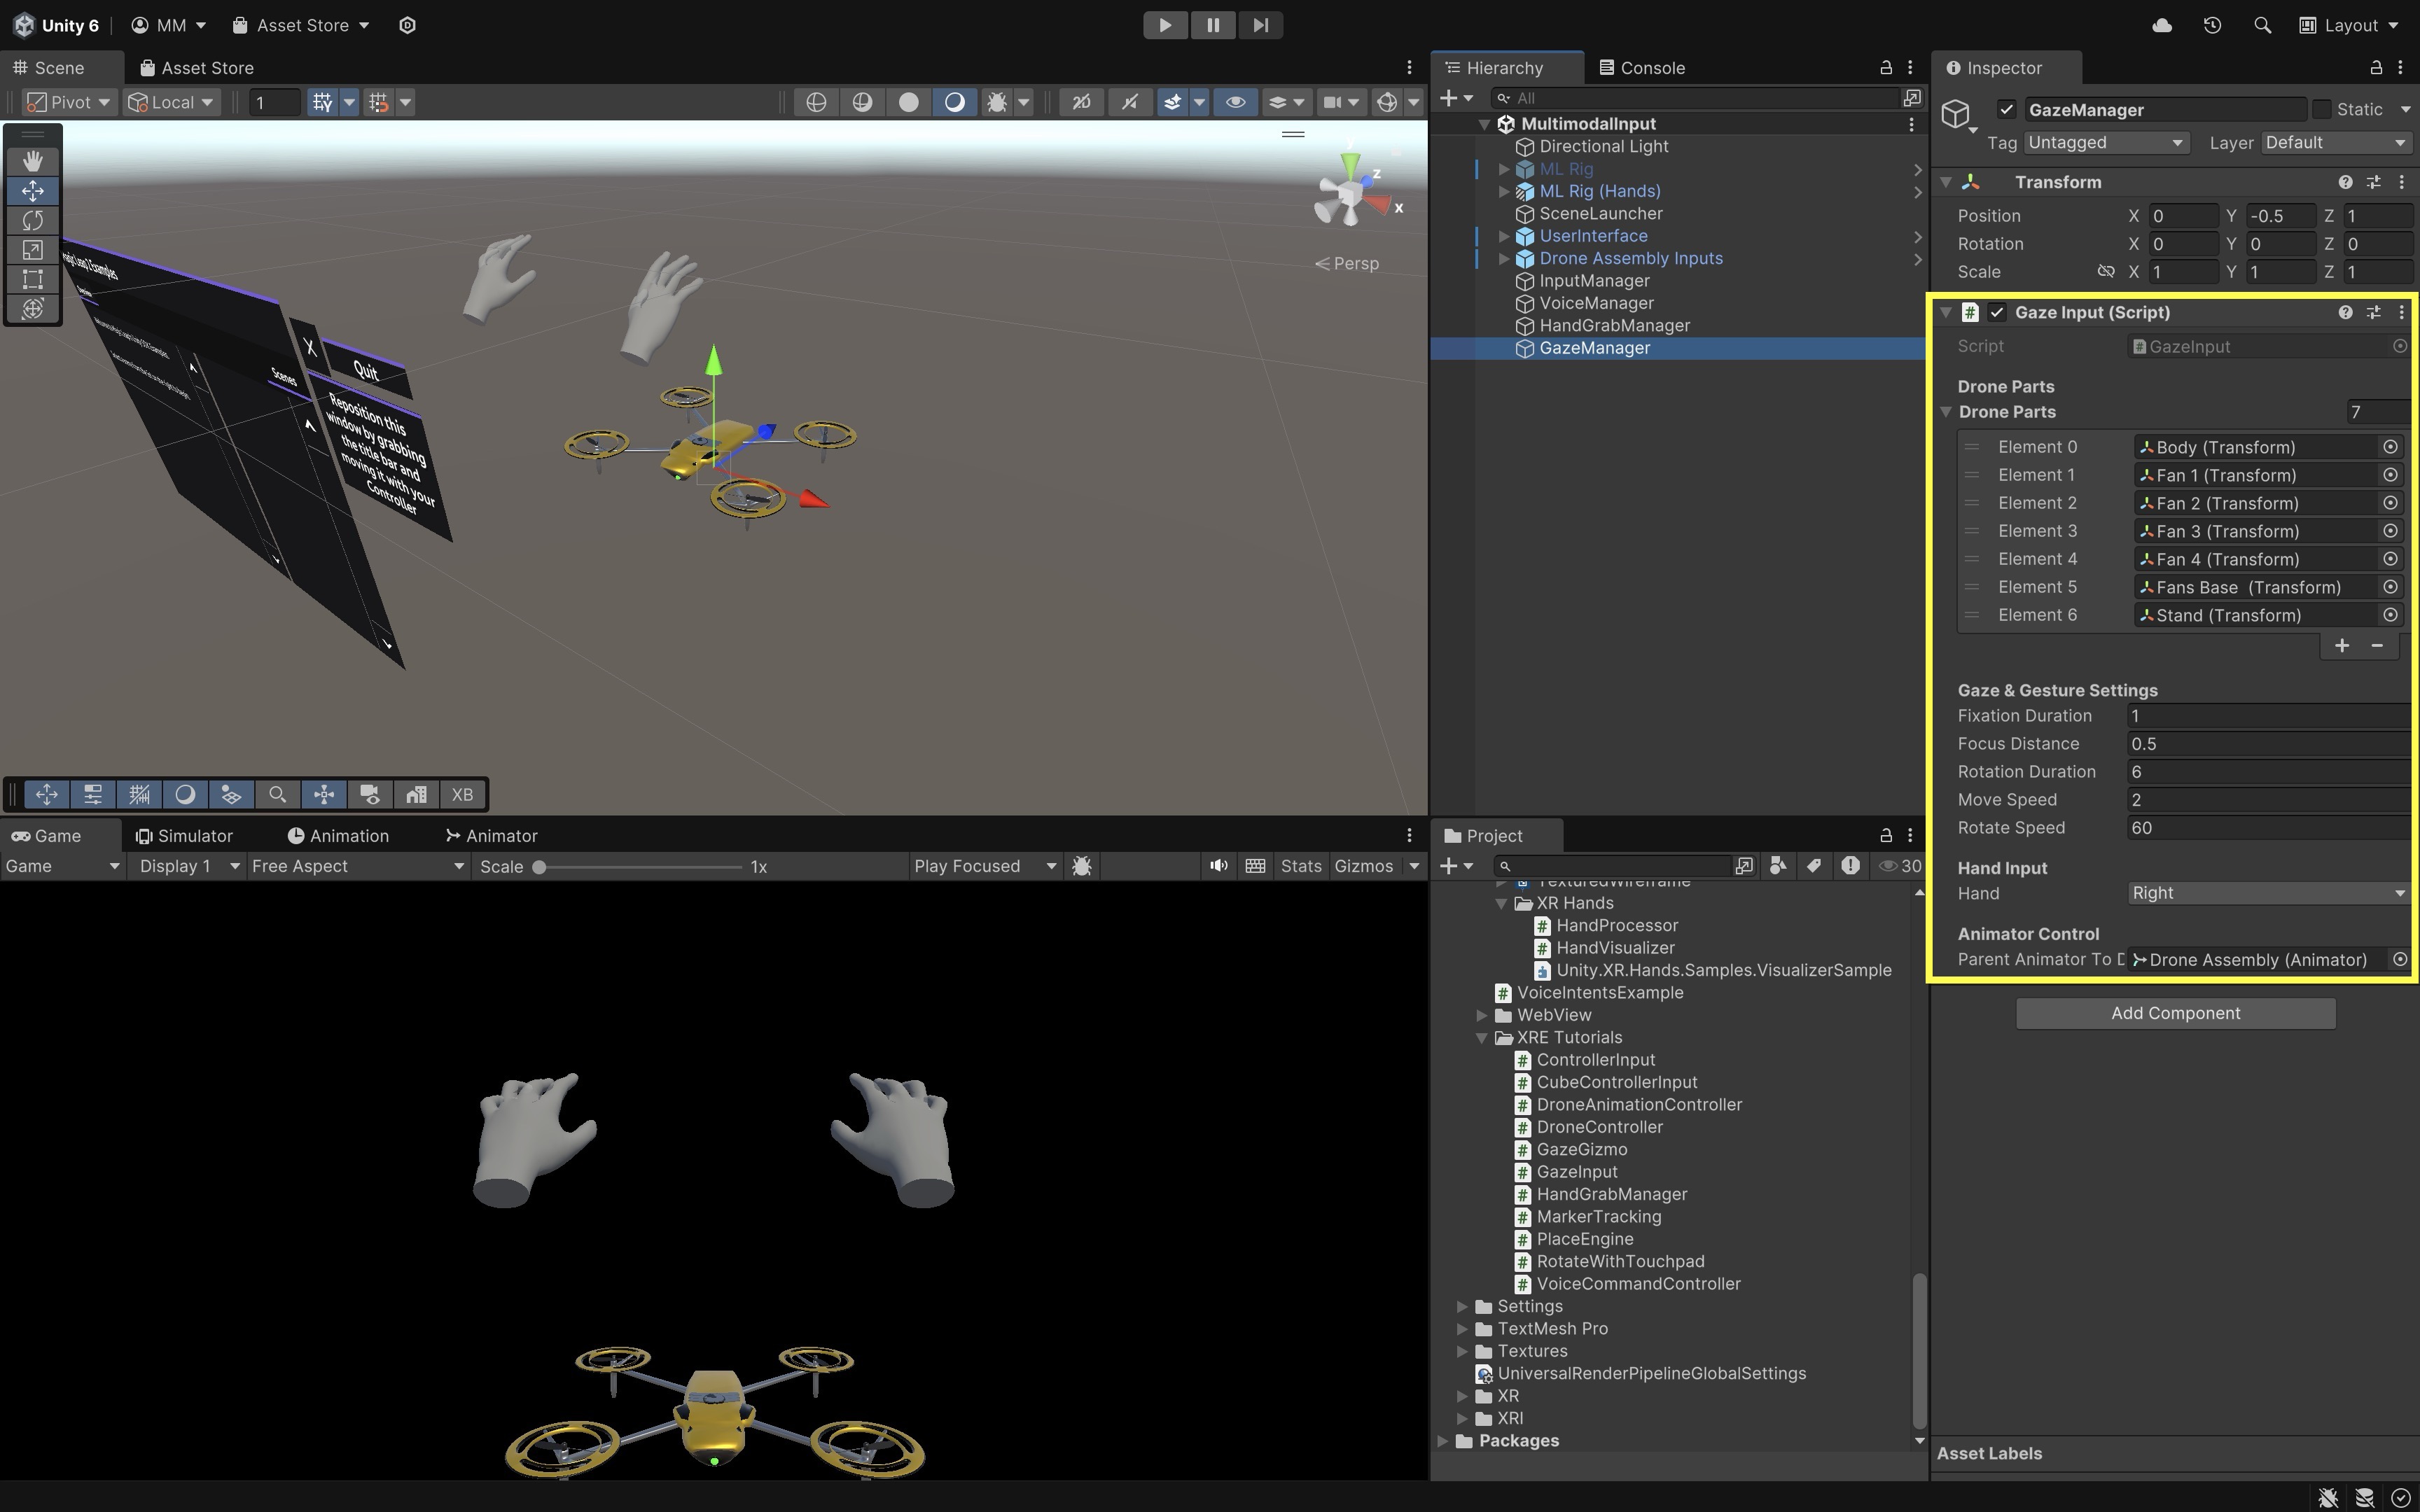 Unity 6 MM Asset Store Layout
Scene Asset Store
Pivot Local 1 2D
y z x
Persp
Scenes
X
Quit
Reposition this
window by grabbing
the title bar and
moving it with your
Controller
XB
Game Simulator Animation Animator
Game Display 1 Free Aspect Scale 1x Play Focused Stats Gizmos
Hierarchy Console
All
MultimodalInput
Directional Light
ML Rig
ML Rig (Hands)
SceneLauncher
UserInterface
Drone Assembly Inputs
InputManager
VoiceManager
HandGrabManager
GazeManager
Project
30
TexturedWireframe
XR Hands
HandProcessor
HandVisualizer
Unity.XR.Hands.Samples.VisualizerSample
VoiceIntentsExample
WebView
XRE Tutorials
ControllerInput
CubeControllerInput
DroneAnimationController
DroneController
GazeGizmo
GazeInput
HandGrabManager
MarkerTracking
PlaceEngine
RotateWithTouchpad
VoiceCommandController
Settings
TextMesh Pro
Textures
UniversalRenderPipelineGlobalSettings
XR
XRI
Packages
Inspector
GazeManager Static
Tag Untagged Layer Default
Transform
Position X 0 Y -0.5 Z 1
Rotation X 0 Y 0 Z 0
Scale X 1 Y 1 Z 1
# Gaze Input (Script)
Script GazeInput
Drone Parts
Drone Parts 7
Element 0 Body (Transform)
Element 1 Fan 1 (Transform)
Element 2 Fan 2 (Transform)
Element 3 Fan 3 (Transform)
Element 4 Fan 4 (Transform)
Element 5 Fans Base (Transform)
Element 6 Stand (Transform)
+ −
Gaze & Gesture Settings
Fixation Duration 1
Focus Distance 0.5
Rotation Duration 6
Move Speed 2
Rotate Speed 60
Hand Input
Hand Right
Animator Control
Parent Animator To D Drone Assembly (Animator)
Add Component
Asset Labels